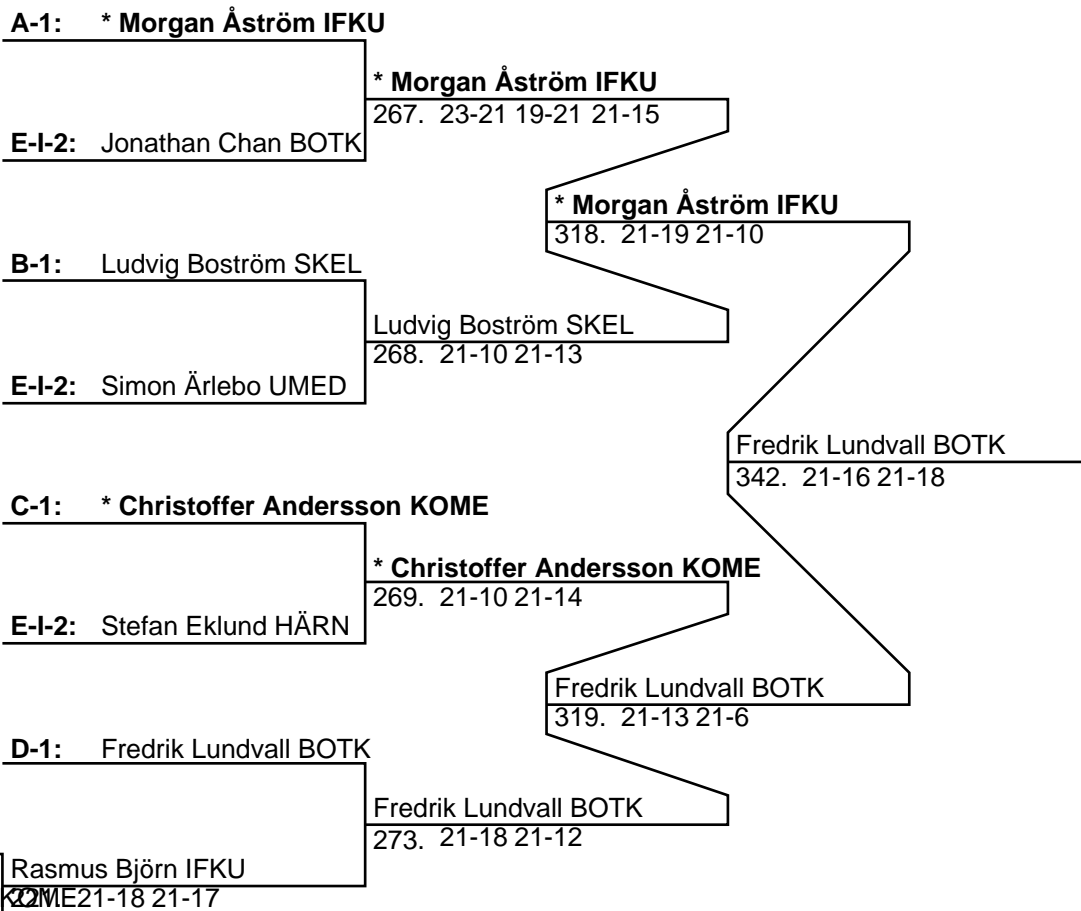 A-1: * Morgan Åström IFKU
* Morgan Åström IFKU
267. 23-21 19-21 21-15
E-I-2: Jonathan Chan BOTK
* Morgan Åström IFKU
318. 21-19 21-10
B-1: Ludvig Boström SKEL
Ludvig Boström SKEL
268. 21-10 21-13
E-I-2: Simon Ärlebo UMED
Fredrik Lundvall BOTK
342. 21-16 21-18
C-1: * Christoffer Andersson KOME
* Christoffer Andersson KOME
269. 21-10 21-14
E-I-2: Stefan Eklund HÄRN
Fredrik Lundvall BOTK
319. 21-13 21-6
D-1: Fredrik Lundvall BOTK
Fredrik Lundvall BOTK
273. 21-18 21-12
Rasmus Björn IFKU
21-18 21-17